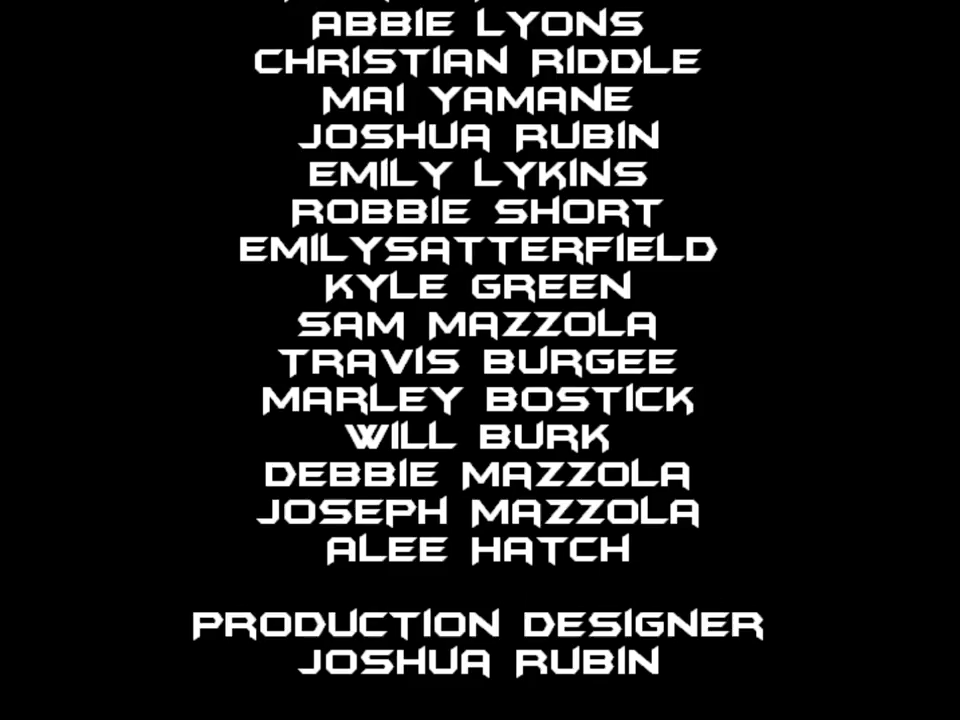 ABBIE LYONS
CHRISTIAN RIDDLE
MAI YAMANE
JOSHUA RUBIN
EMILY LYKINS
ROBBIE SHORT
EMILYSATTERFIELD
KYLE GREEN
SAM MAZZOLA
TRAVIS BURGEE
MARLEY BOSTICK
WILL BURK
DEBBIE MAZZOLA
JOSEPH MAZZOLA
ALEE HATCH
PRODUCTION DESIGNER
JOSHUA RUBIN